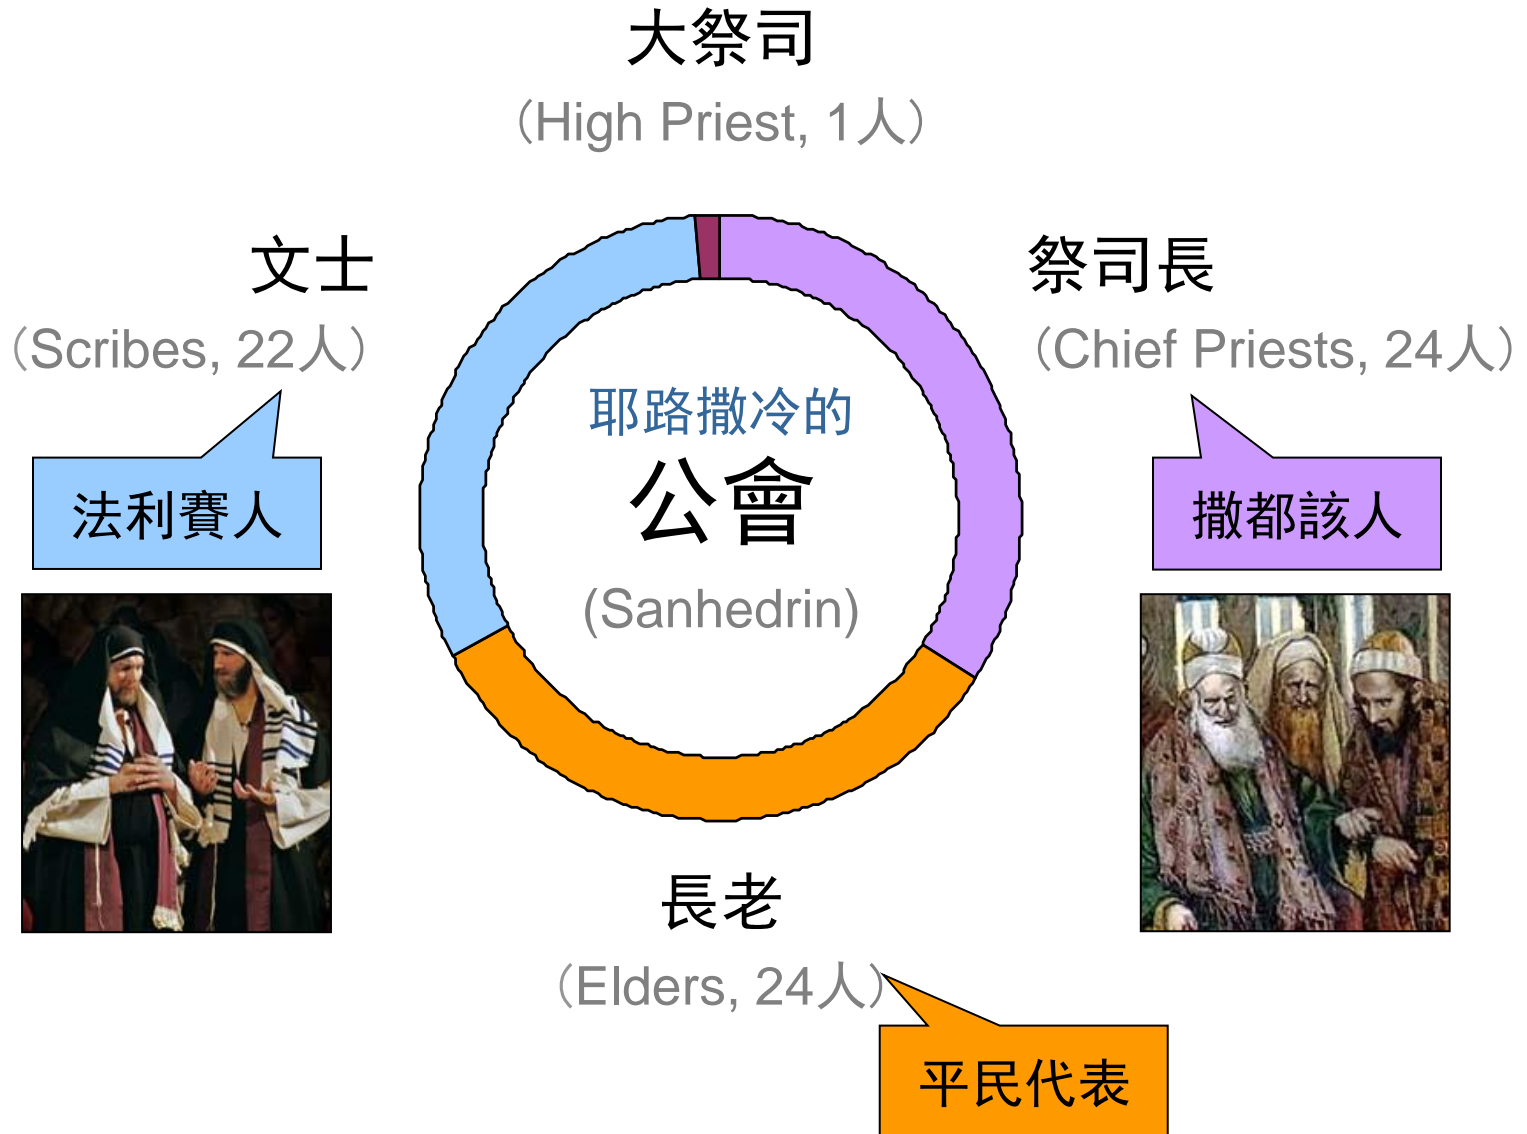 大祭司
（High Priest, 1人）
文士
（Scribes, 22人）
祭司長
（Chief Priests, 24人）
耶路撒冷的
公會
(Sanhedrin)
法利賽人
撒都該人
長老
（Elders, 24人）
平民代表